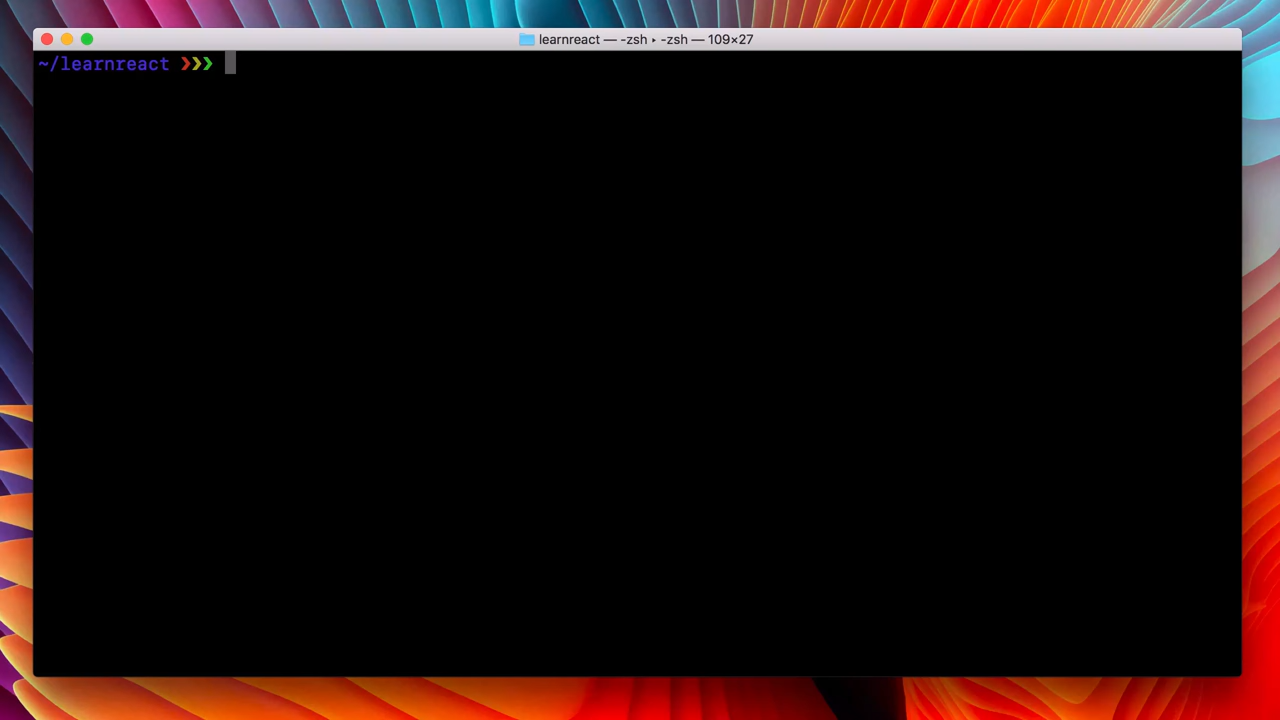 learnreact — -zsh ▸ -zsh — 109×27
~/learnreact ❯❯❯